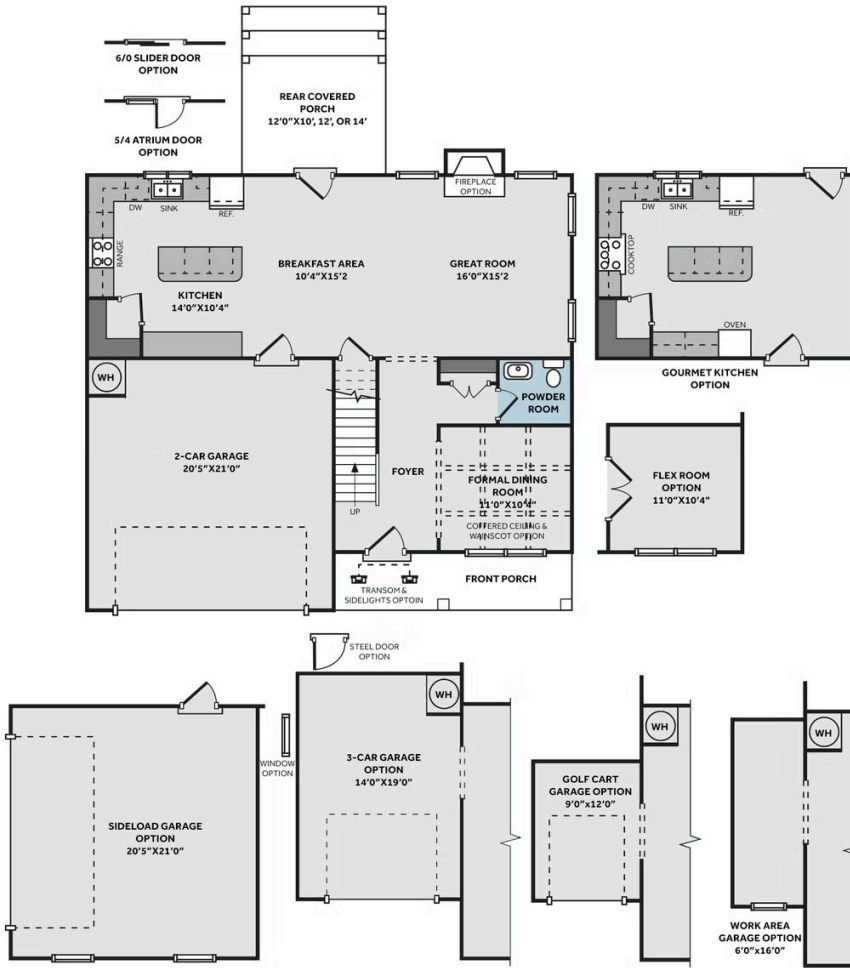 6/0 SLIDER DOOR
OPTION
5/4 ATRIUM DOOR
OPTION
REAR COVERED
PORCH
12'0"X10', 12', OR 14'
FIREPLACE
OPTION
DW
SINK
REF.
RANGE
BREAKFAST AREA
10'4"X15'2
GREAT ROOM
16'0"X15'2
KITCHEN
14'0"X10'4"
DW
SINK
REF.
COOKTOP
OVEN
GOURMET KITCHEN
OPTION
WH
POWDER
ROOM
2-CAR GARAGE
20'5"X21'0"
FOYER
UP
FORMAL DINING
ROOM
11'0"X10'4"
COFFERED CEILING &
WAINSCOT OPTION
FLEX ROOM
OPTION
11'0"X10'4"
FRONT PORCH
TRANSOM &
SIDELIGHTS OPTOIN
STEEL DOOR
OPTION
WH
WINDOW
OPTION
3-CAR GARAGE
OPTION
14'0"X19'0"
SIDELOAD GARAGE
OPTION
20'5"X21'0"
WH
GOLF CART
GARAGE OPTION
9'0"x12'0"
WH
WORK AREA
GARAGE OPTION
6'0"x16'0"